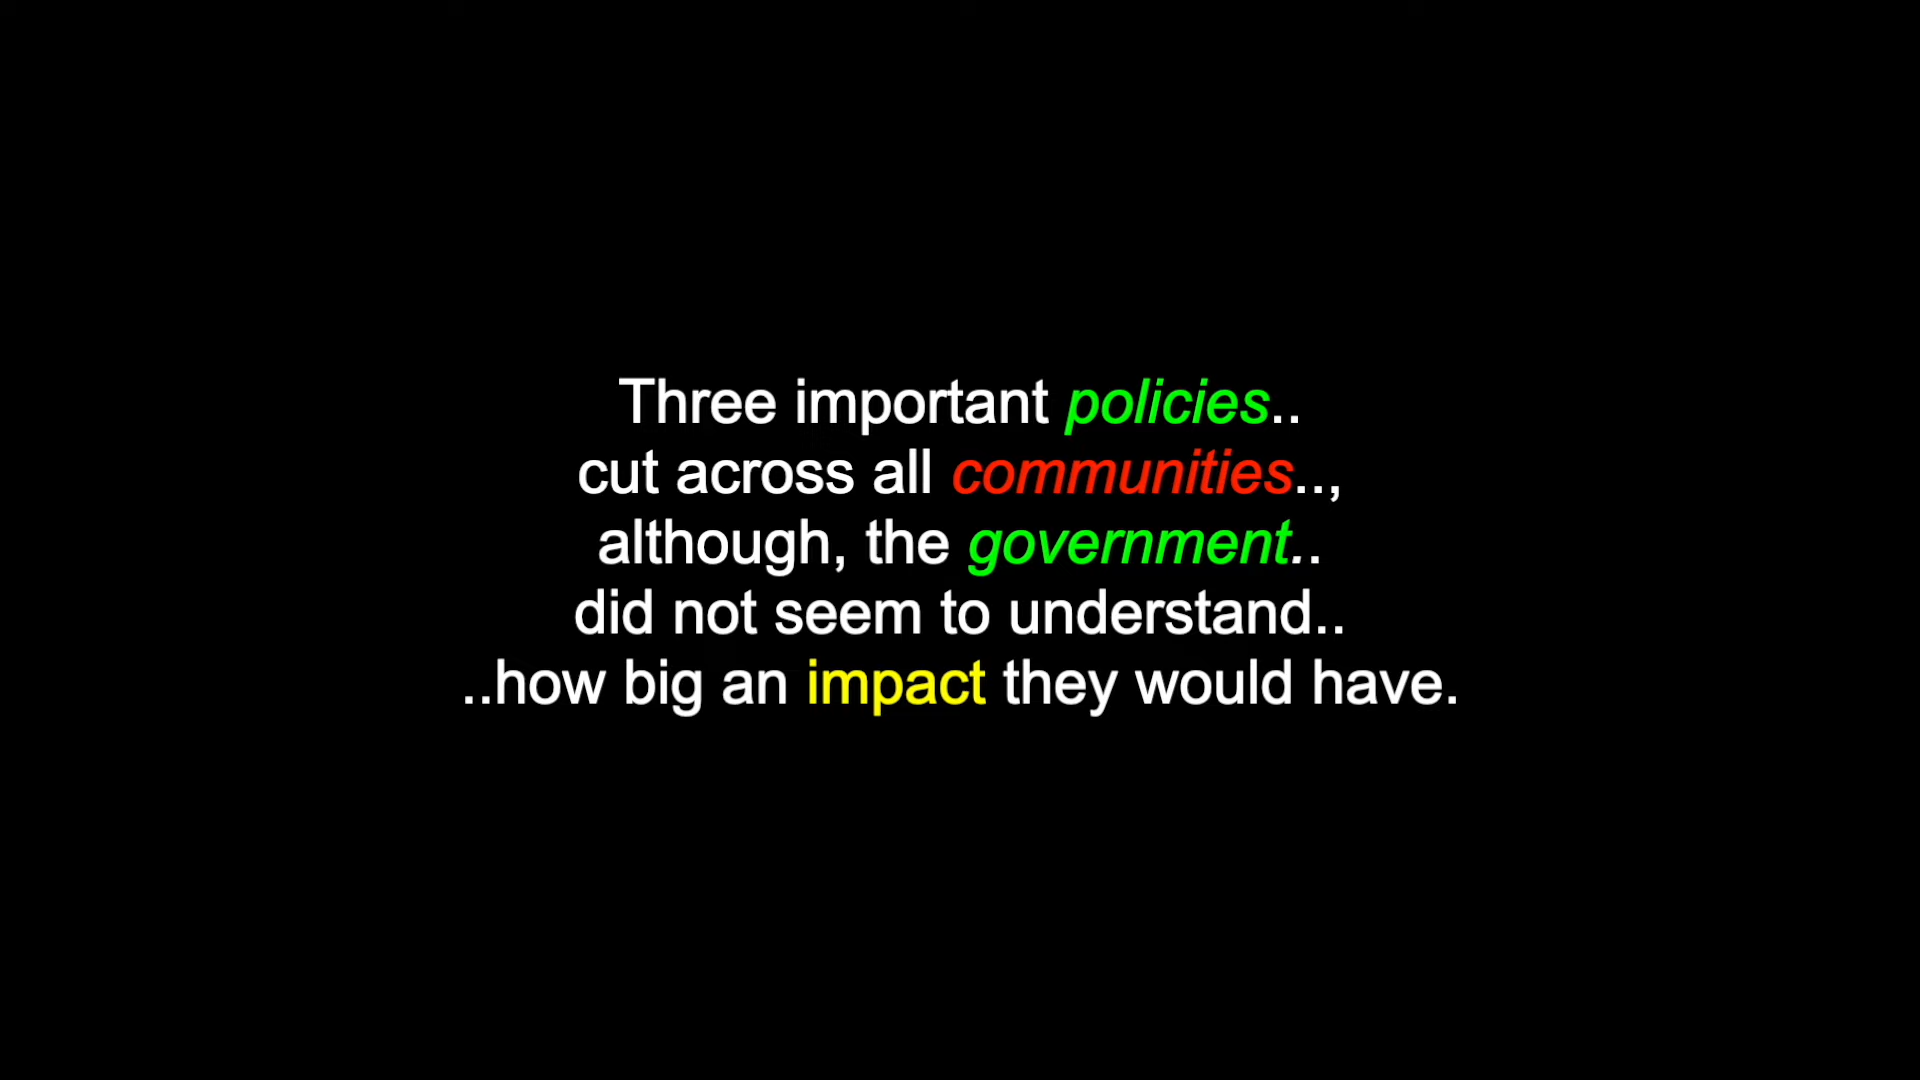 Three important policies..
cut across all communities..,
although, the government..
did not seem to understand..
..how big an impact they would have.